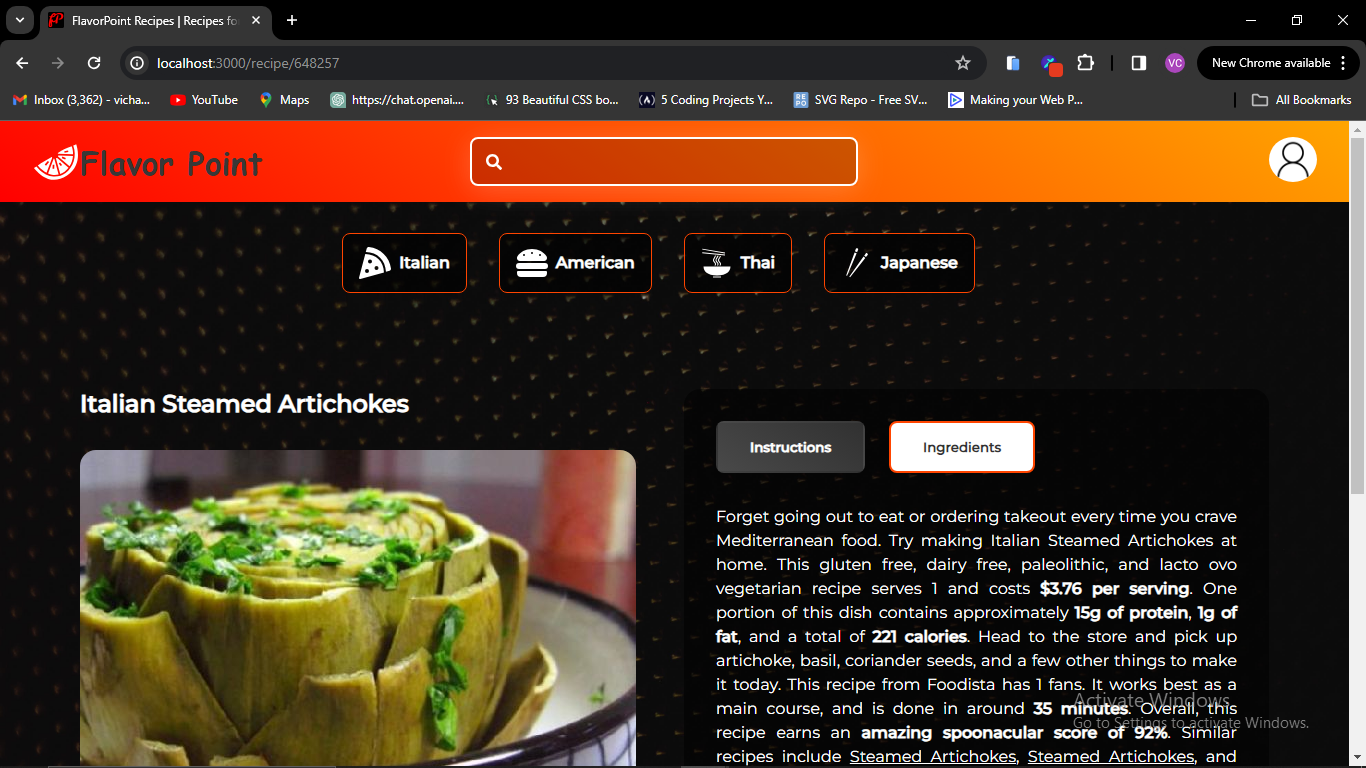 FlavorPoint Recipes | Recipes fo
localhost:3000/recipe/648257
VC
New Chrome available
Inbox (3,362) - vicha...
YouTube
Maps
https://chat.openai....
93 Beautiful CSS bo...
5 Coding Projects Y...
RE
PO
SVG Repo - Free SV...
Making your Web P...
All Bookmarks
Flavor Point
Italian
American
Thai
Japanese
Italian Steamed Artichokes
Instructions
Ingredients
Forget going out to eat or ordering takeout every time you crave
Mediterranean food. Try making Italian Steamed Artichokes at
home. This gluten free, dairy free, paleolithic, and lacto ovo
vegetarian recipe serves 1 and costs $3.76 per serving. One
portion of this dish contains approximately 15g of protein, 1g of
fat, and a total of 221 calories. Head to the store and pick up
artichoke, basil, coriander seeds, and a few other things to make
it today. This recipe from Foodista has 1 fans. It works best as a
main course, and is done in around 35 minutes. Overall, this
recipe earns an amazing spoonacular score of 92%. Similar
recipes include Steamed Artichokes, Steamed Artichokes, and
Activate Windows
Go to Settings to activate Windows.